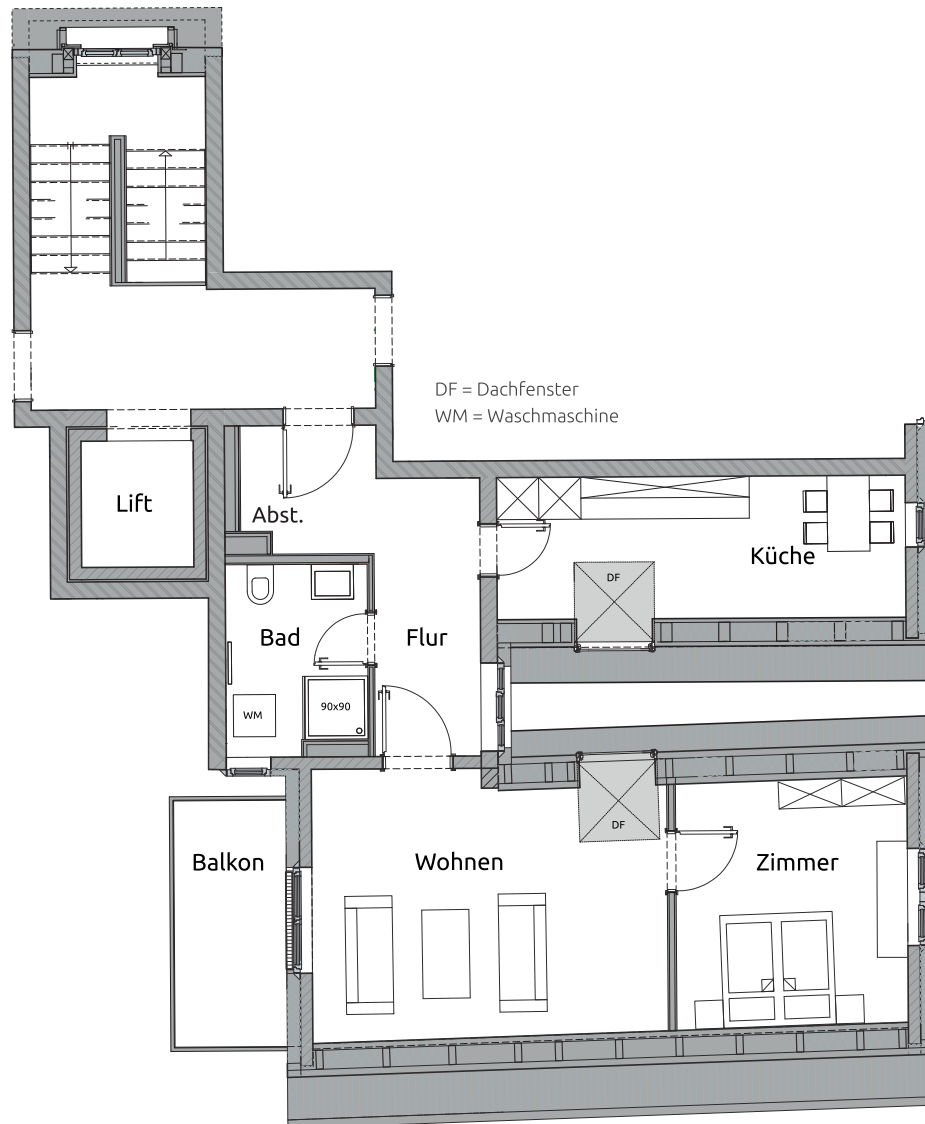 DF = Dachfenster
WM = Waschmaschine
Lift
Abst.
Küche
DF
Bad
Flur
90x90
WM
DF
Balkon
Wohnen
Zimmer